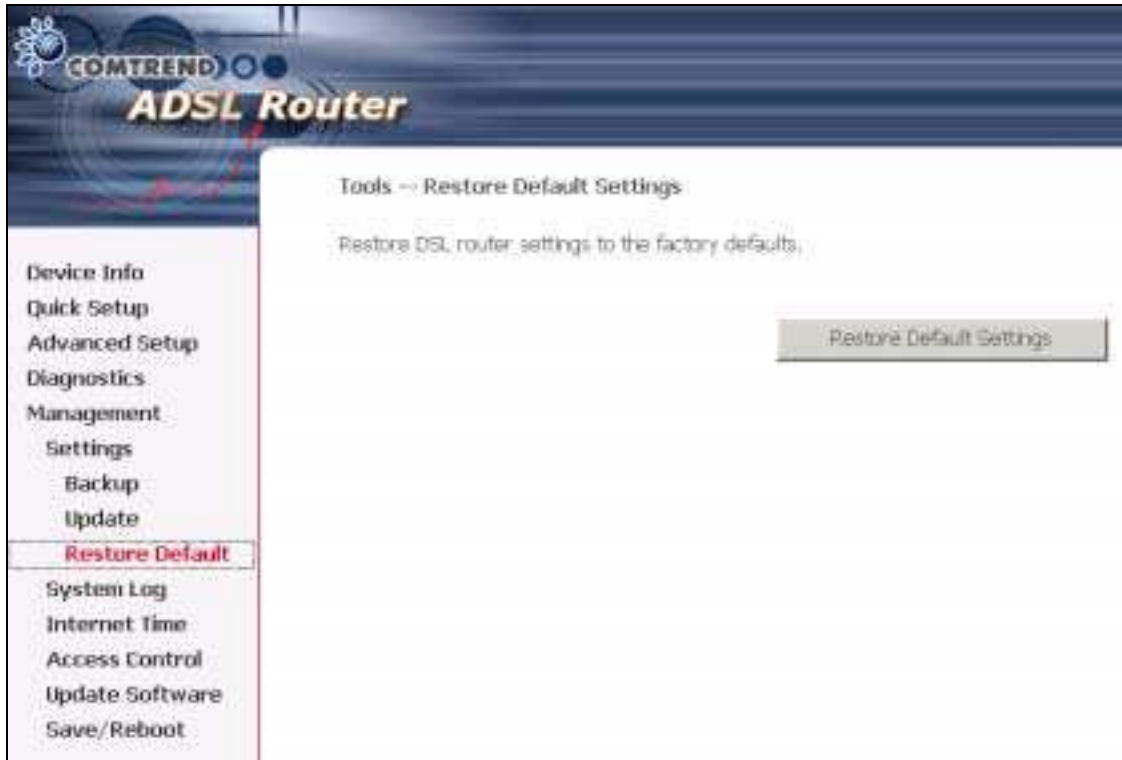 COMTREND
ADSL Router
Tools -- Restore Default Settings
Restore DSL router settings to the factory defaults.
Restore Default Settings
Device Info
Quick Setup
Advanced Setup
Diagnostics
Management
Settings
Backup
Update
Restore Default
System Log
Internet Time
Access Control
Update Software
Save/Reboot